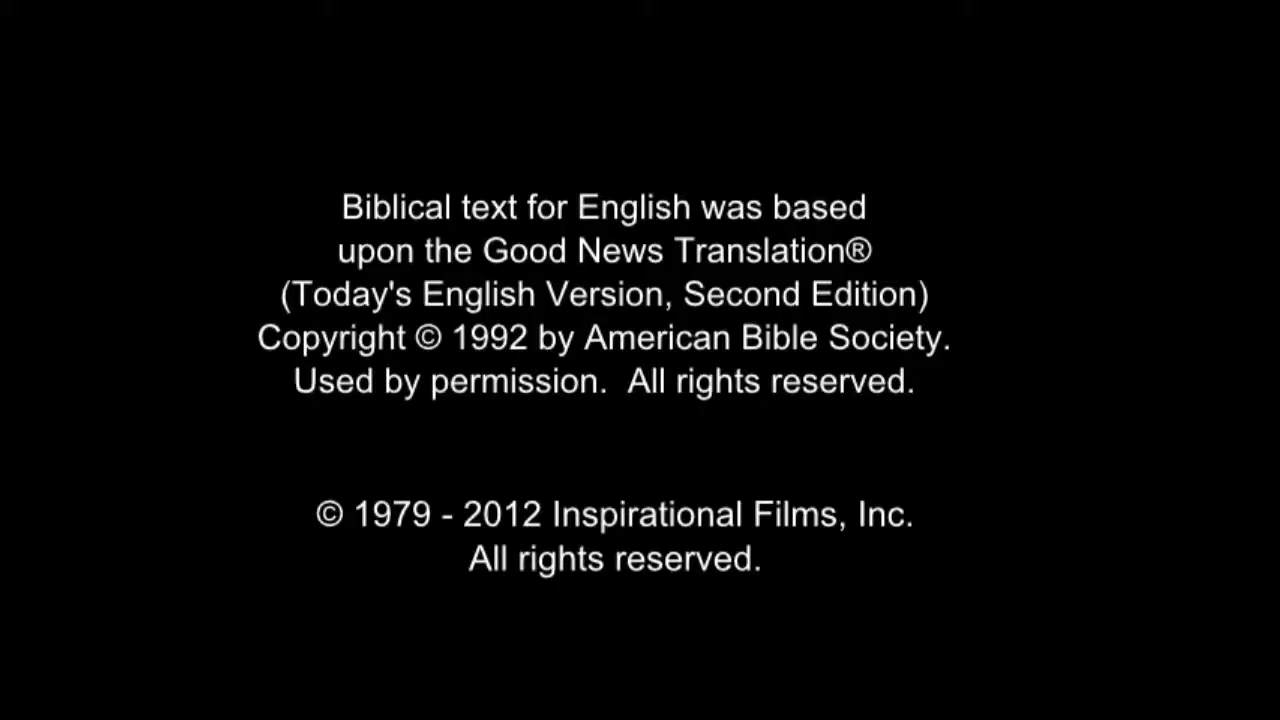 Biblical text for English was based
upon the Good News Translation®
(Today's English Version, Second Edition)
Copyright © 1992 by American Bible Society.
Used by permission.  All rights reserved.
© 1979 - 2012 Inspirational Films, Inc.
All rights reserved.